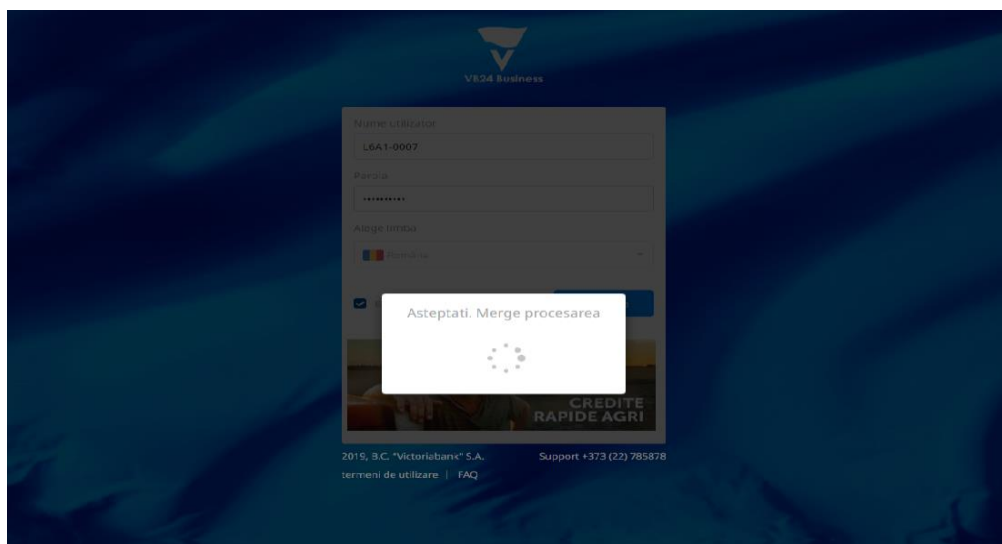 VB24 Business
Nume utilizator
L6A1-0007
Parola
Alege limba
Română
Asteptati. Merge procesarea
CREDITE
RAPIDE AGRI
2019, B.C. "Victoriabank" S.A. Support +373 (22) 785878
termeni de utilizare | FAQ